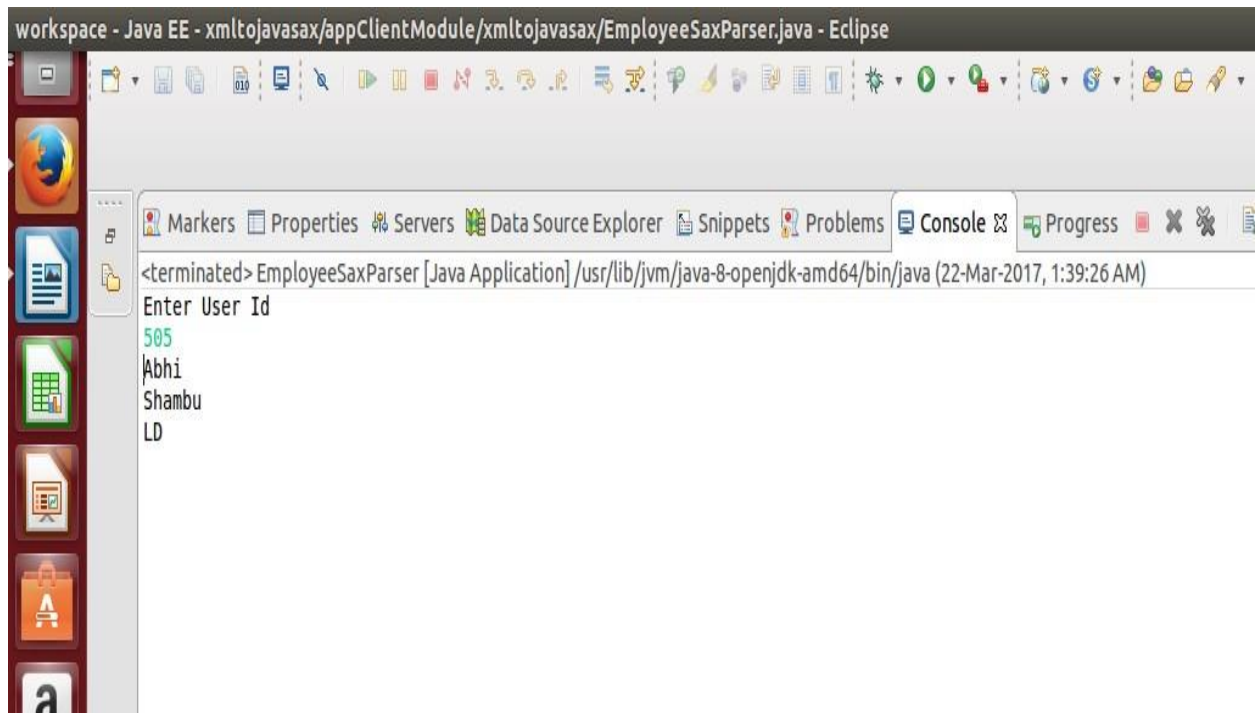 workspace - Java EE - xmltojavasax/appClientModule/xmltojavasax/EmployeeSaxParser.java - Eclipse
Markers Properties Servers Data Source Explorer Snippets Problems Console Progress
<terminated> EmployeeSaxParser [Java Application] /usr/lib/jvm/java-8-openjdk-amd64/bin/java (22-Mar-2017, 1:39:26 AM)
Enter User Id
505
Abhi
Shambu
LD
a